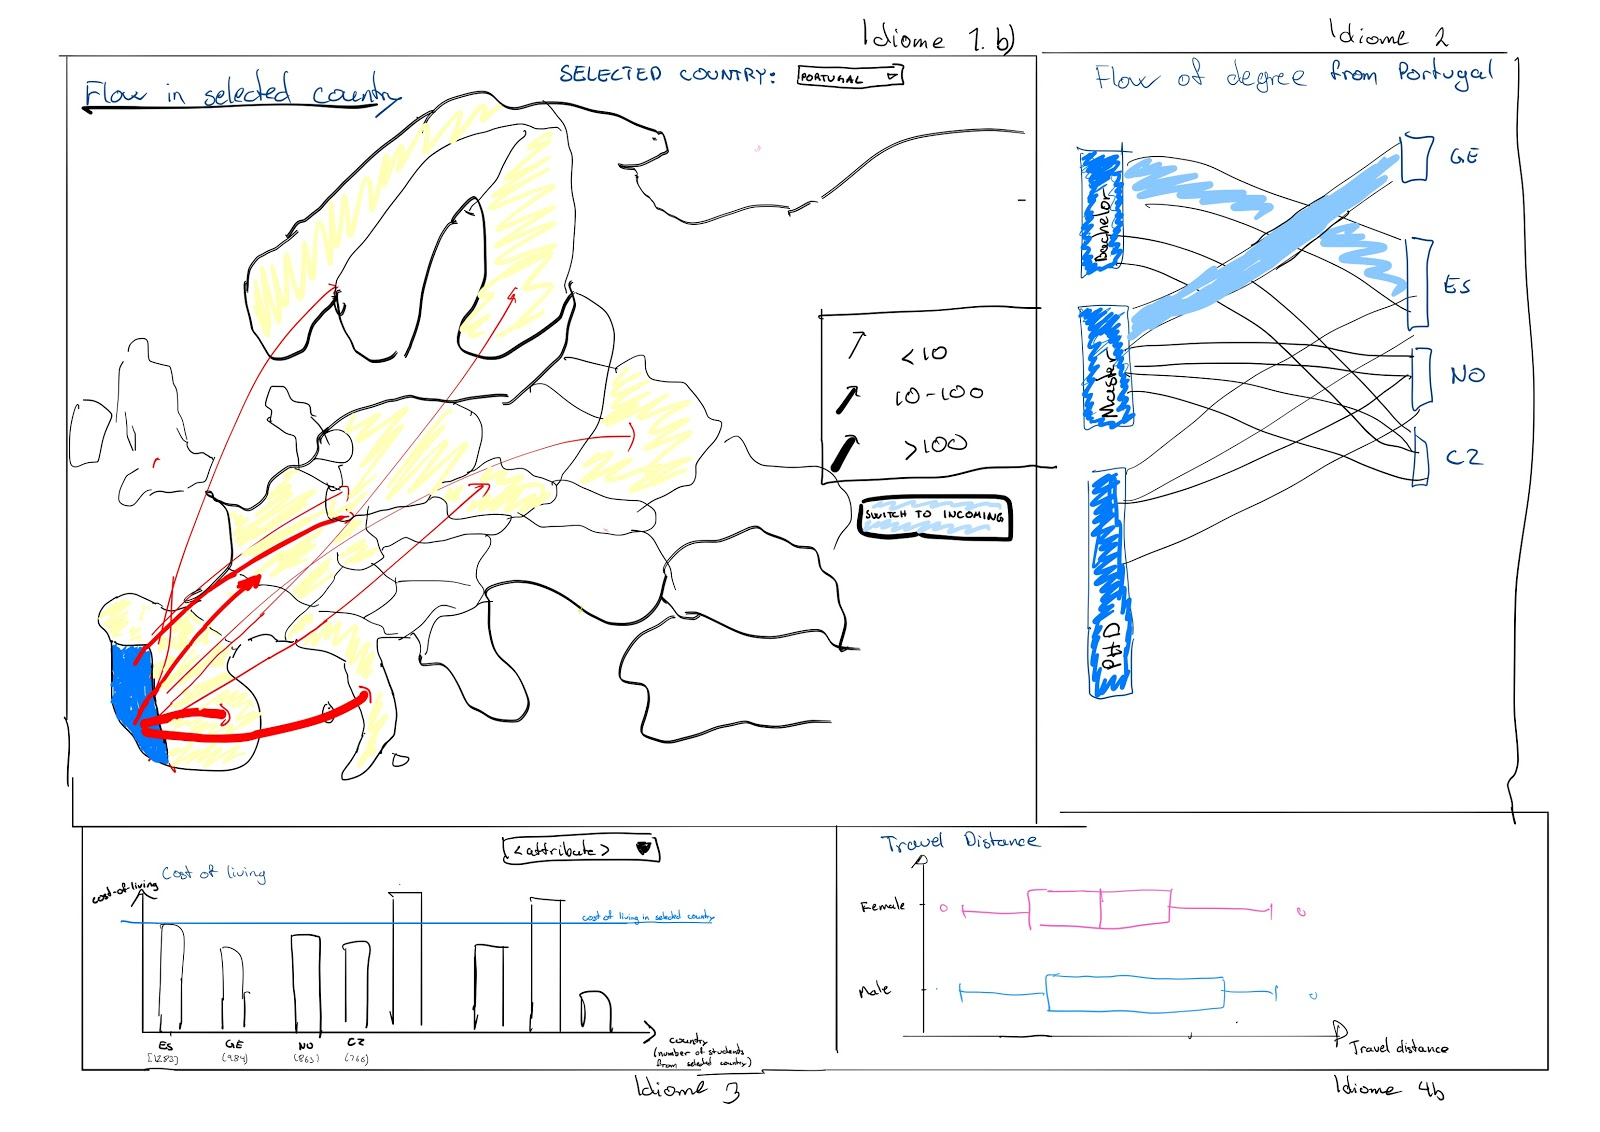 Idiome 1.b)
Idiome 2
Flow in selected country
SELECTED COUNTRY:
PORTUGAL
Flow of degree from Portugal
<10
10-100
>100
SWITCH TO INCOMING
Bachelor
Master
PHD
GE
ES
NO
CZ
<attribute>
Cost of living
cost-of-living
cost of living in selected country
ES
GE
NO
CZ
(1283)
(984)
(863)
(766)
country
(number of students
from selected country)
Idiome 3
Travel Distance
Female
Male
Travel distance
Idiome 4b